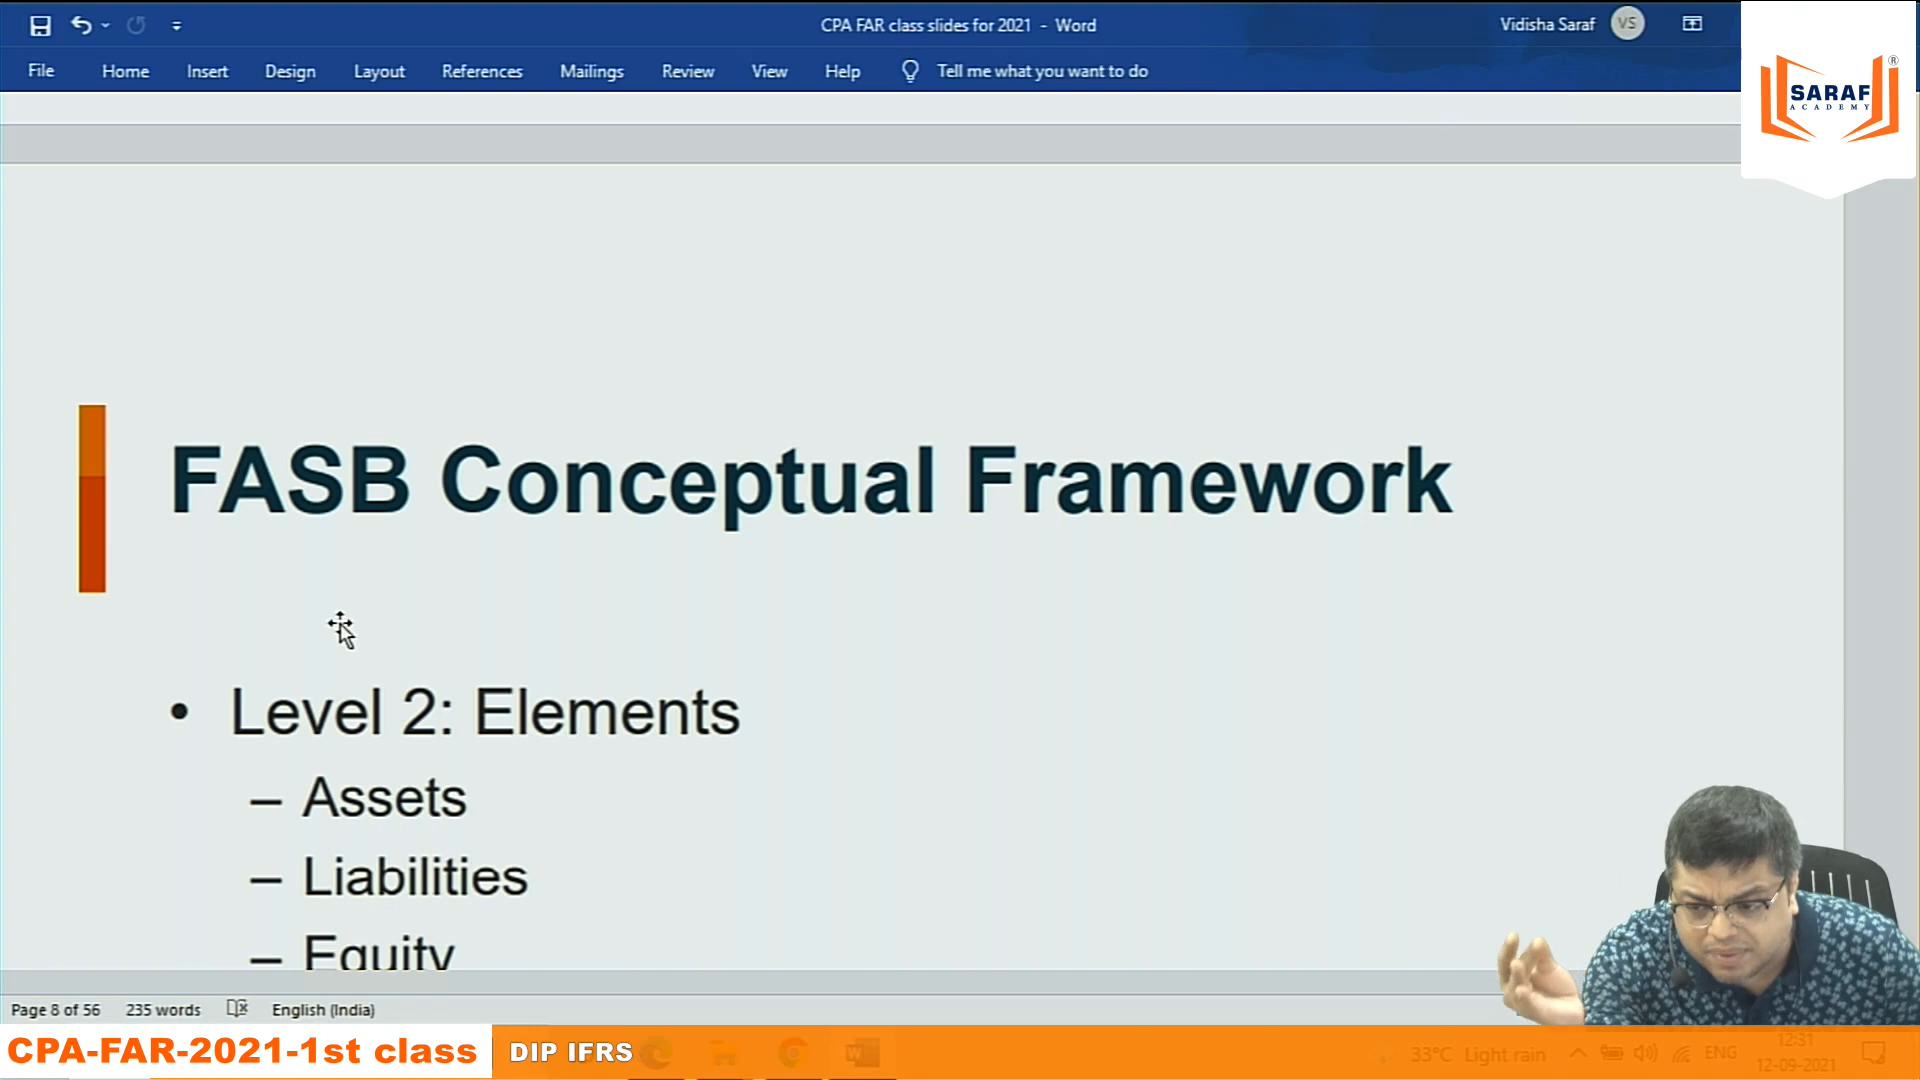 CPA FAR class slides for 2021 - Word
Vidisha Saraf
VS
File Home Insert Design Layout References Mailings Review View Help Tell me what you want to do
SARAF
ACADEMY
®
FASB Conceptual Framework
• Level 2: Elements
– Assets
– Liabilities
– Equity
Page 8 of 56 235 words English (India)
CPA-FAR-2021-1st class DIP IFRS
33°C Light rain ENG
12:31
12-09-2021